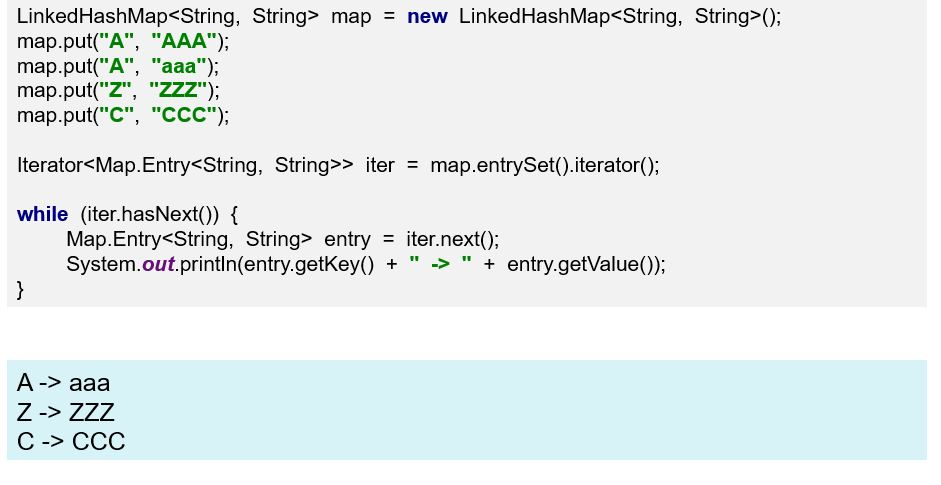 LinkedHashMap<String, String> map = new LinkedHashMap<String, String>();
map.put("A", "AAA");
map.put("A", "aaa");
map.put("Z", "ZZZ");
map.put("C", "CCC");
Iterator<Map.Entry<String, String>> iter = map.entrySet().iterator();
while (iter.hasNext()) {
Map.Entry<String, String> entry = iter.next();
System.out.println(entry.getKey() + " -> " + entry.getValue());
}
A -> aaa
Z -> ZZZ
C -> CCC